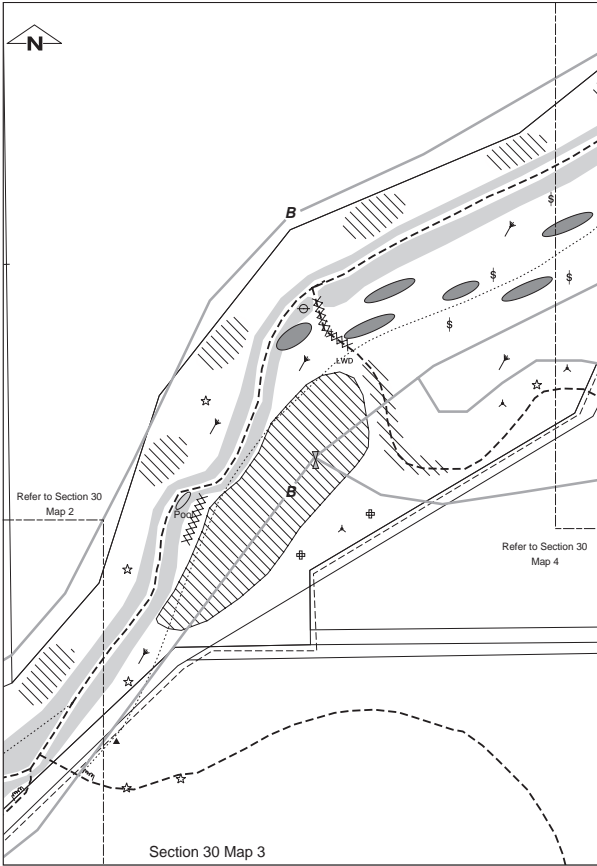 N
B
$
$
$
$
LWD
B
Refer to Section 30
Map 2
Pool
Refer to Section 30
Map 4
Section 30 Map 3